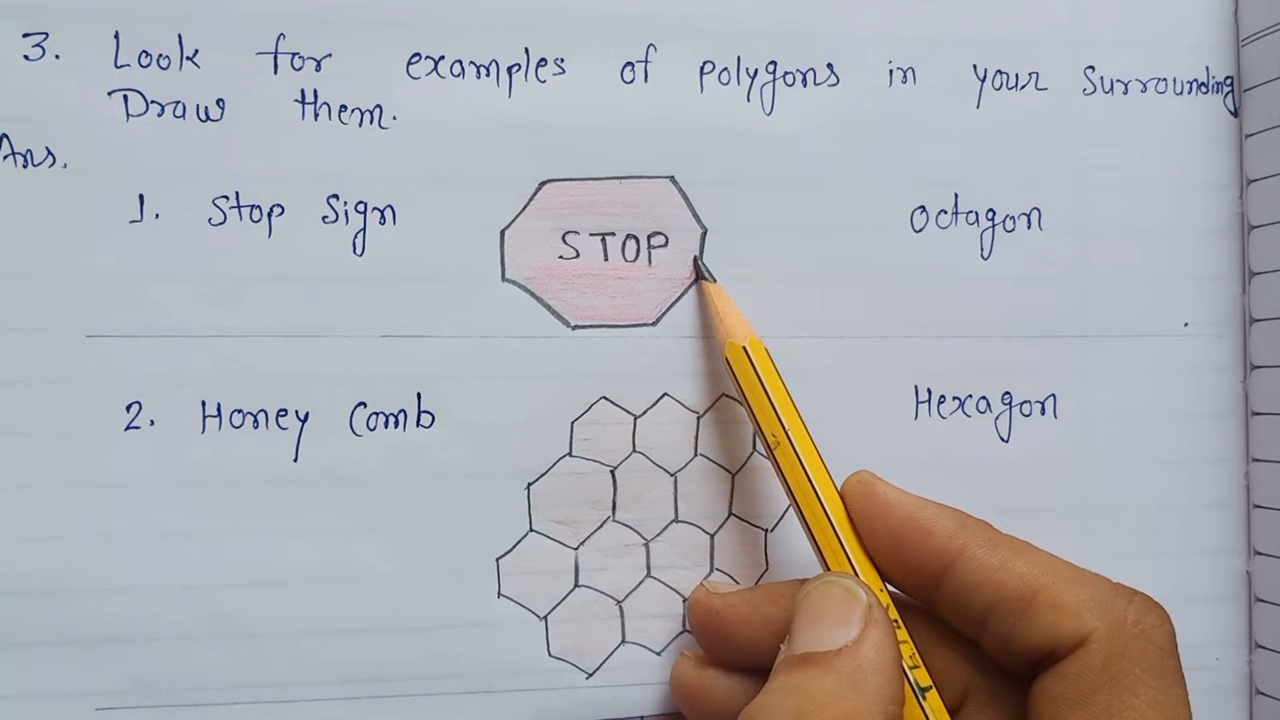 3. Look for examples of polygons in your surrounding
Draw them.
Ans.
1. Stop Sign
STOP
Octagon
2. Honey Comb
Hexagon